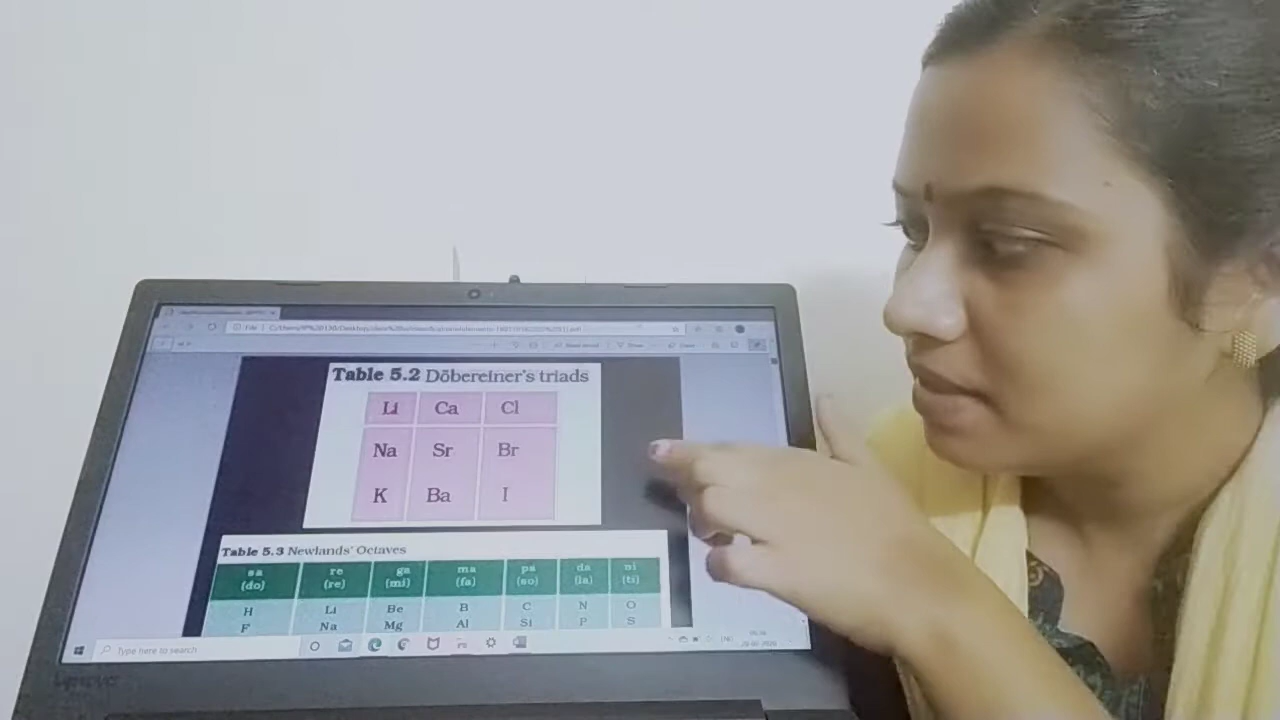 File C:/Users/
Table 5.2 Döbereiner's triads
Li Ca Cl
Na Sr Br
K Ba I
Table 5.3 Newlands' Octaves
sa re ga ma pa da ni
(do) (re) (mi) (fa) (so) (la) (ti)
H Li Be B C N O
F Na Mg Al Si P S
Type here to search